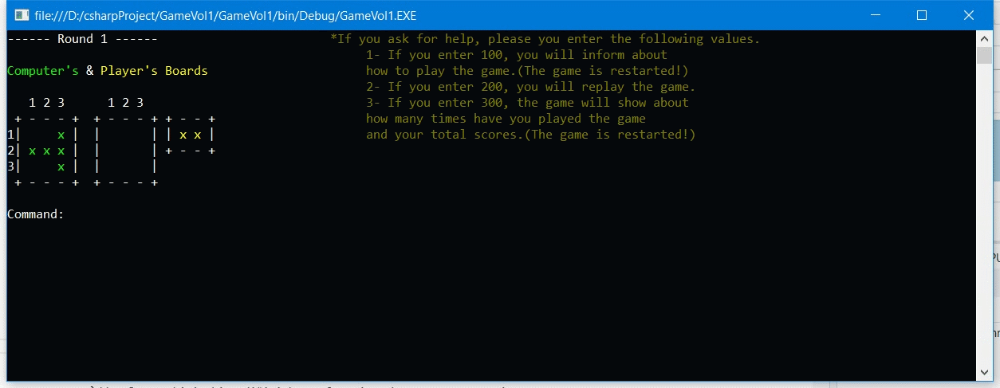 file:///D:/csharpProject/GameVol1/GameVol1/bin/Debug/GameVol1.EXE
------ Round 1 ------ *If you ask for help, please you enter the following values.
1- If you enter 100, you will inform about
Computer's & Player's Boards how to play the game.(The game is restarted!)
2- If you enter 200, you will replay the game.
1 2 3 1 2 3 3- If you enter 300, the game will show about
+ - - - + + - - - + + - - - + how many times have you played the game
1| x | | | | x x | and your total scores.(The game is restarted!)
2| x x x | | | + - - - +
3| x | | |
+ - - - + + - - - +
Command: